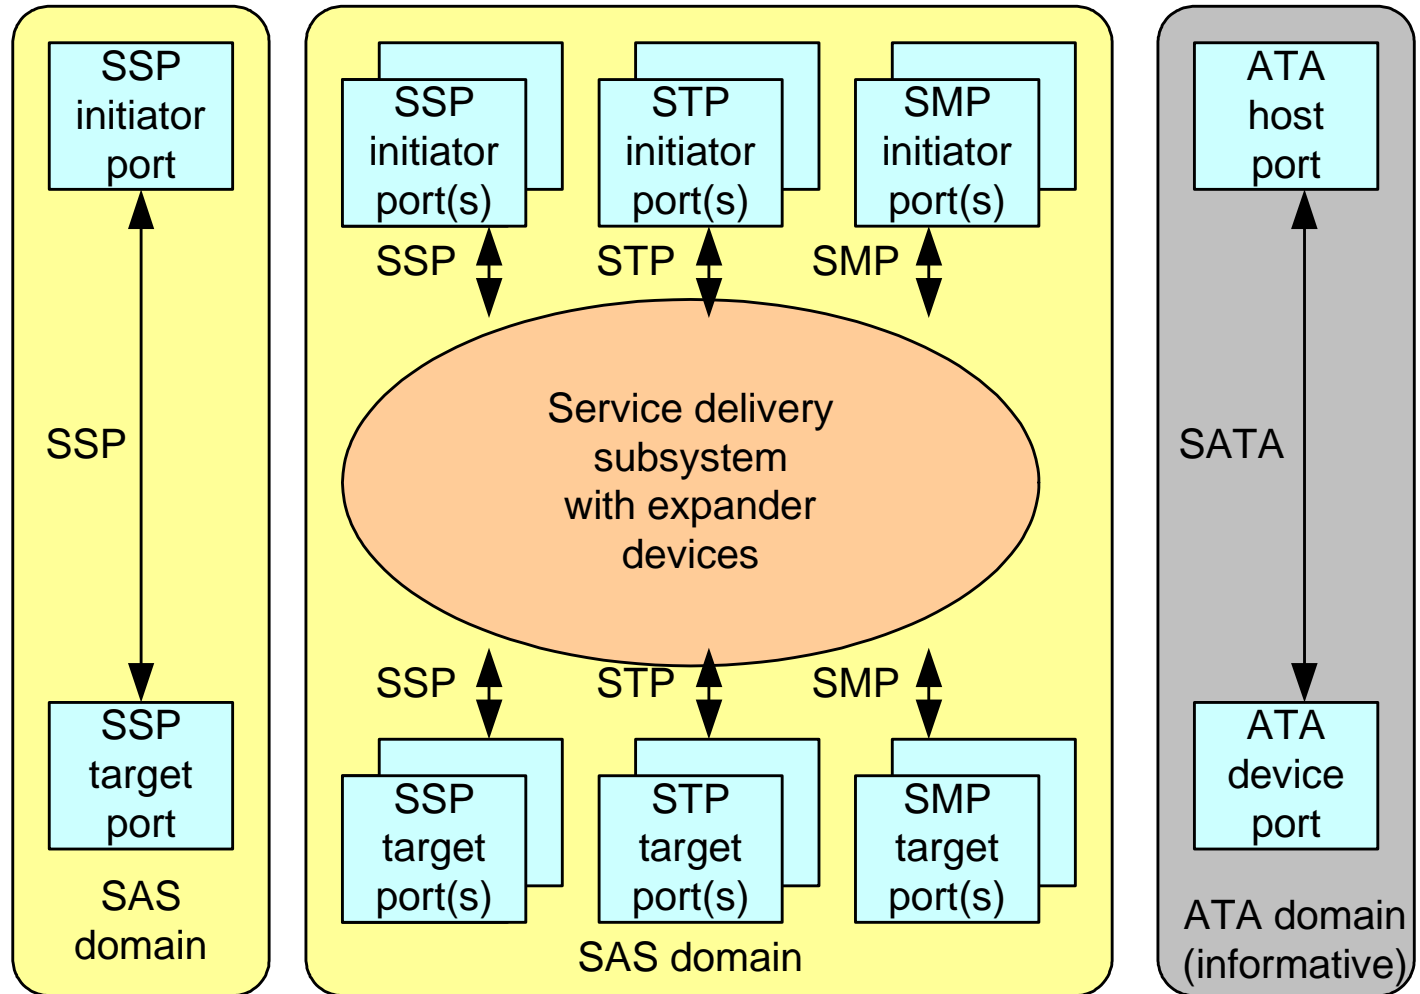 SSP
initiator
port
SSP
SSP
target
port
SAS
domain
SSP
initiator
port(s)
STP
initiator
port(s)
SMP
initiator
port(s)
SSP
STP
SMP
Service delivery
subsystem
with expander
devices
SSP
STP
SMP
SSP
target
port(s)
STP
target
port(s)
SMP
target
port(s)
SAS domain
ATA
host
port
SATA
ATA
device
port
ATA domain
(informative)